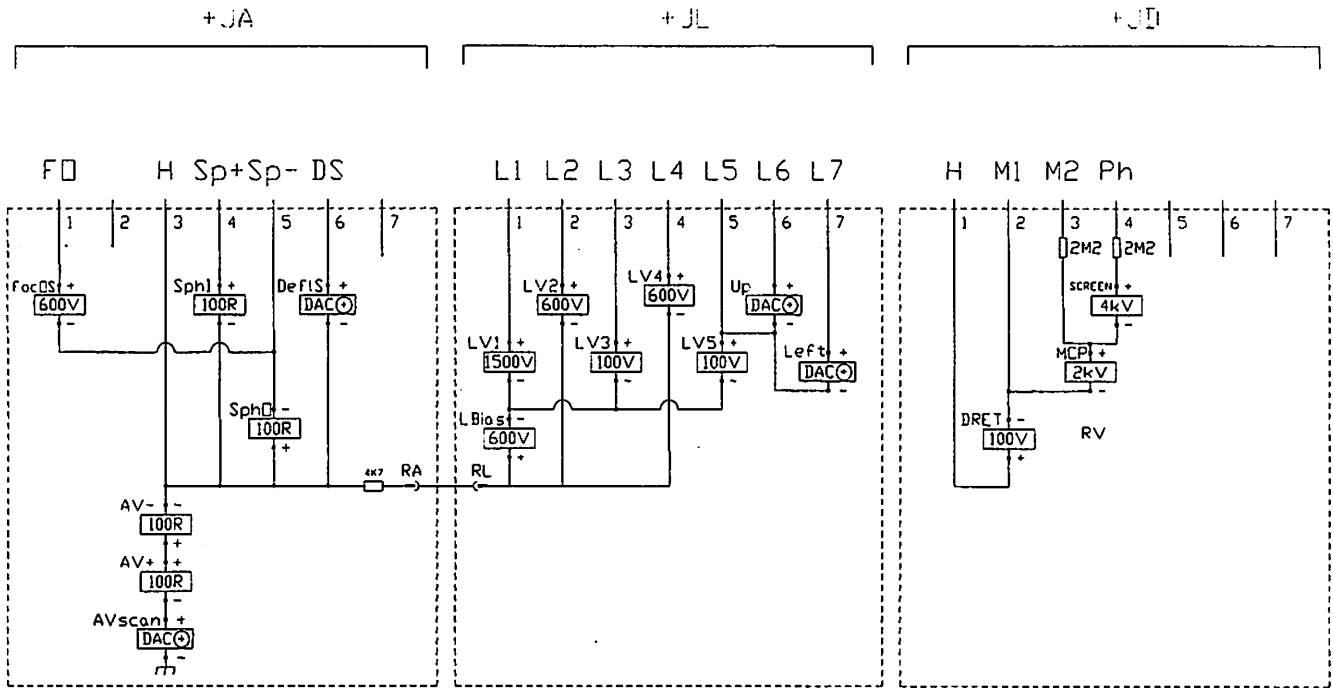 +JA +JL +JD
FO H Sp+ Sp- DS L1 L2 L3 L4 L5 L6 L7 H M1 M2 Ph
1 2 3 4 5 6 7 1 2 3 4 5 6 7 1 2 3 4 5 6 7
2M2 2M2
FocOS + Sph1 + DeflS + LV2 + LV4 + Up + SCREEN +
600V 100R DAC+ 600V 600V DAC+ 4kV
- - - - - - -
LV1 + LV3 + LV5 + Left + MCP +
1500V 100V 100V DAC+ 2kV
- - - - -
SphO - LBias - DRET -
100R 600V 100V RV
+ + +
4K7 RA RL
AV- -
100R
+
AV+ +
100R
-
AVscan +
DAC+
-